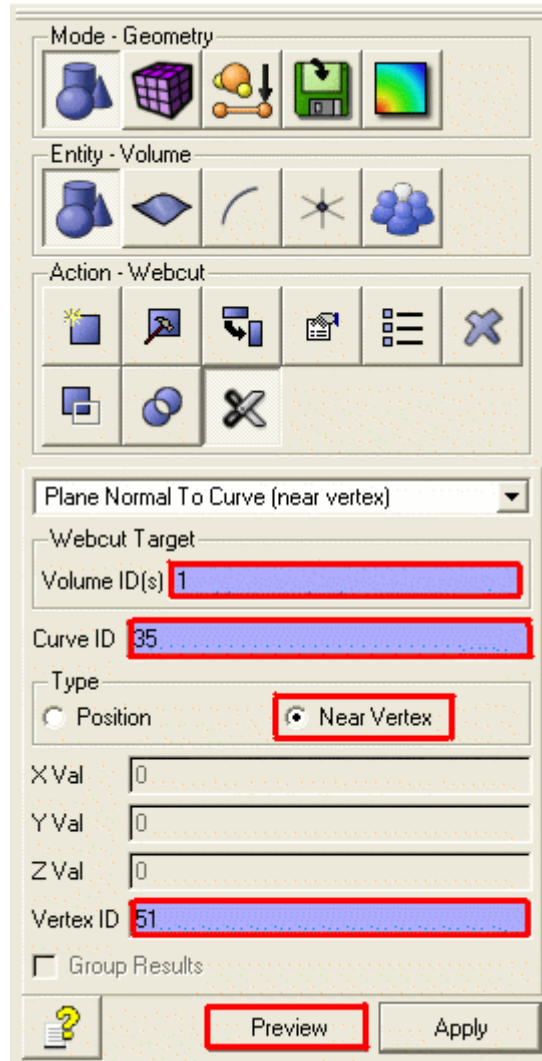 Mode - Geometry
Entity - Volume
Action - Webcut
Plane Normal To Curve (near vertex)
Webcut Target
Volume ID(s) 1
Curve ID 35
Type
Position Near Vertex
X Val 0
Y Val 0
Z Val 0
Vertex ID 51
Group Results
Preview Apply